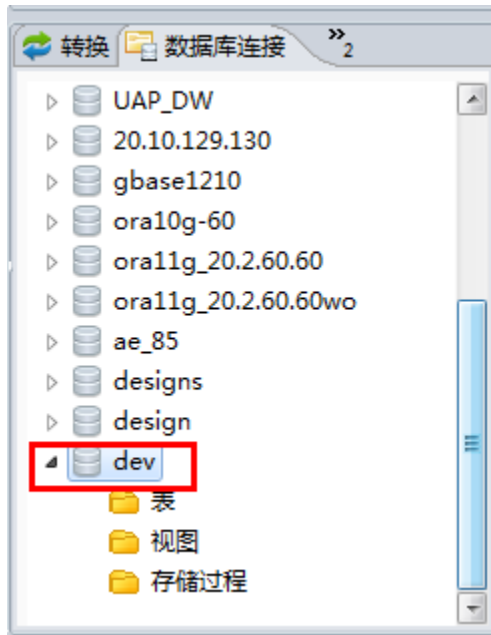 转换 数据库连接 »2
UAP_DW
20.10.129.130
gbase1210
ora10g-60
ora11g_20.2.60.60
ora11g_20.2.60.60wo
ae_85
designs
design
dev
表
视图
存储过程